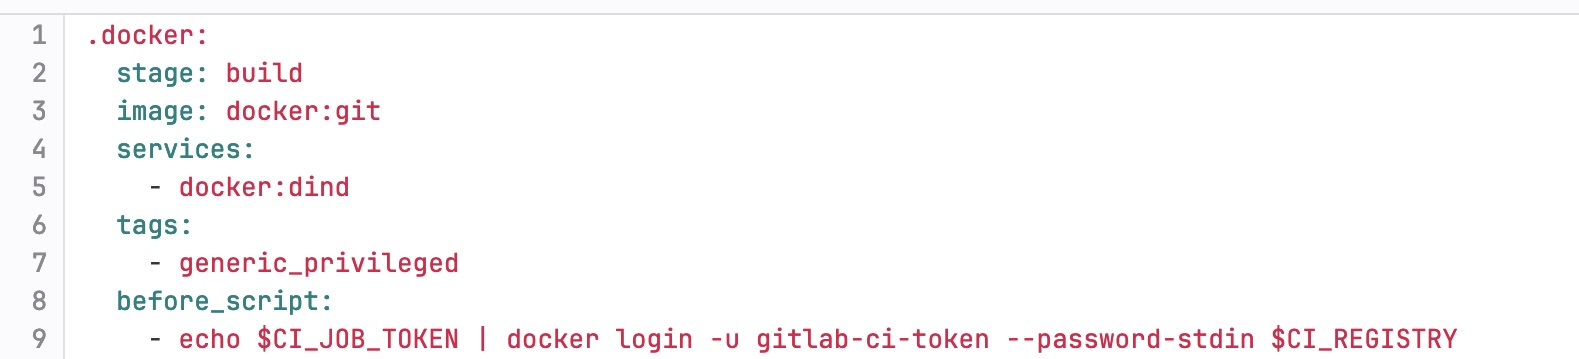 1 .docker:
2   stage: build
3   image: docker:git
4   services:
5     - docker:dind
6   tags:
7     - generic_privileged
8   before_script:
9     - echo $CI_JOB_TOKEN | docker login -u gitlab-ci-token --password-stdin $CI_REGISTRY